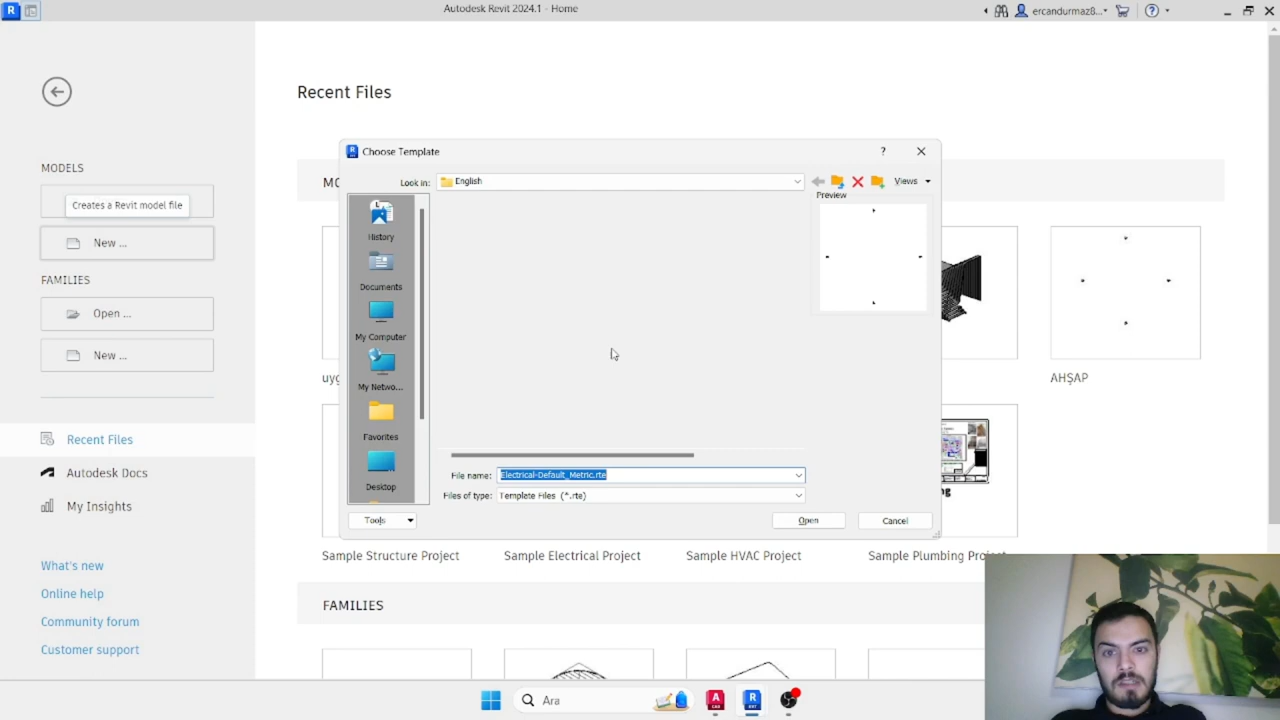 Autodesk Revit 2024.1 - Home
ercandurmaz8...
Recent Files
MODELS
Creates a Revit model file
New ...
FAMILIES
Open ...
New ...
Recent Files
Autodesk Docs
My Insights
What's new
Online help
Community forum
Customer support
MO
Choose Template
Look in:
English
Views
Preview
History
Documents
My Computer
My Netwo...
Favorites
Desktop
File name:
Electrical-Default_Metric.rte
Files of type:
Template Files (*.rte)
Tools
Open
Cancel
uyg
AHŞAP
ng
Sample Structure Project
Sample Electrical Project
Sample HVAC Project
Sample Plumbing Project
FAMILIES
Ara